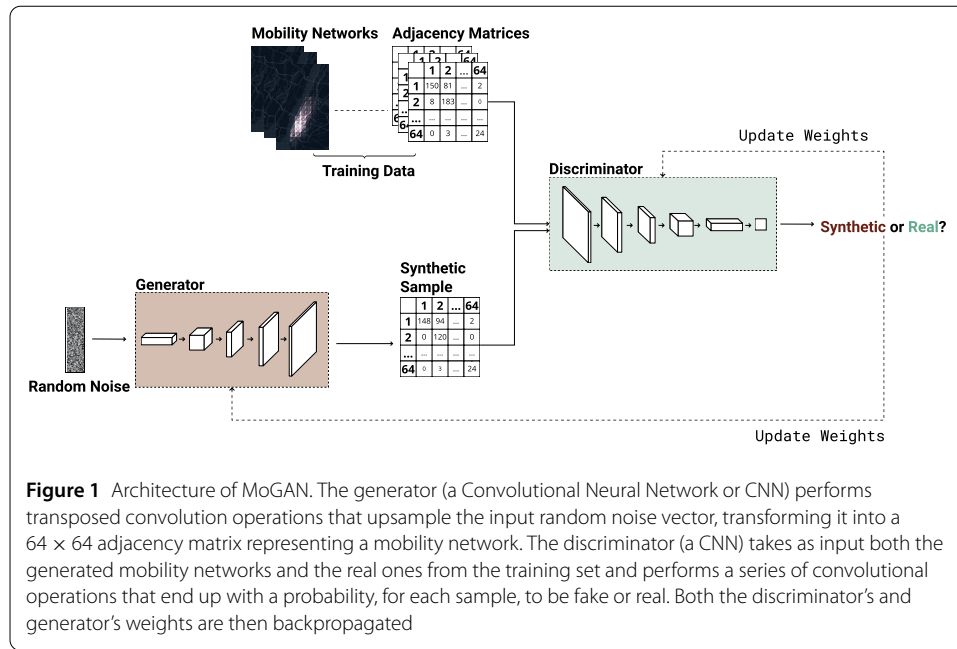 Mobility Networks
Adjacency Matrices
1 2 ... 64
1 150 81 ... 2
2 8 183 ... 0
... ... ... ... ...
64 0 3 ... 24
Training Data
Update Weights
Discriminator
Synthetic or Real?
Generator
Synthetic
Sample
1 2 ... 64
1 148 94 ... 2
2 0 120 ... 0
... ... ... ... ...
64 0 3 ... 24
Random Noise
Update Weights
Figure 1 Architecture of MoGAN. The generator (a Convolutional Neural Network or CNN) performs
transposed convolution operations that upsample the input random noise vector, transforming it into a
64 × 64 adjacency matrix representing a mobility network. The discriminator (a CNN) takes as input both the
generated mobility networks and the real ones from the training set and performs a series of convolutional
operations that end up with a probability, for each sample, to be fake or real. Both the discriminator's and
generator's weights are then backpropagated